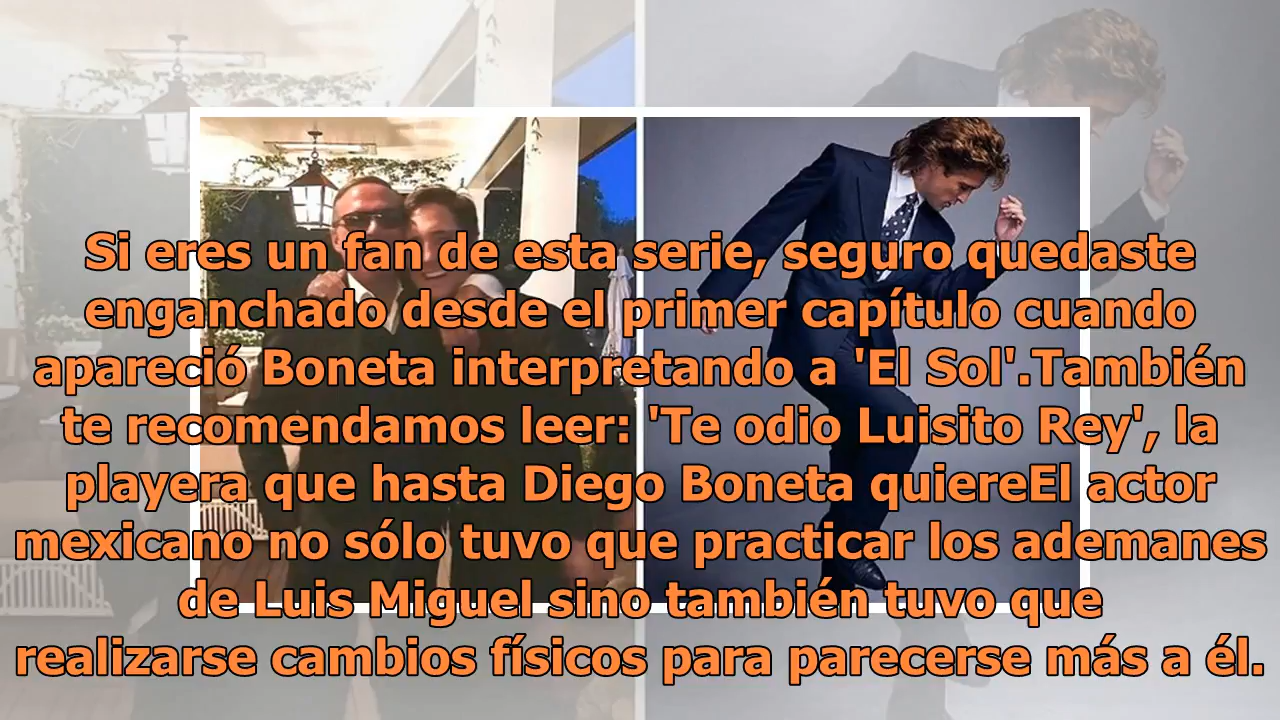 Si eres un fan de esta serie, seguro quedaste
enganchado desde el primer capítulo cuando
apareció Boneta interpretando a 'El Sol'.También
te recomendamos leer: 'Te odio Luisito Rey', la
playera que hasta Diego Boneta quiereEl actor
mexicano no sólo tuvo que practicar los ademanes
de Luis Miguel sino también tuvo que
realizarse cambios físicos para parecerse más a él.